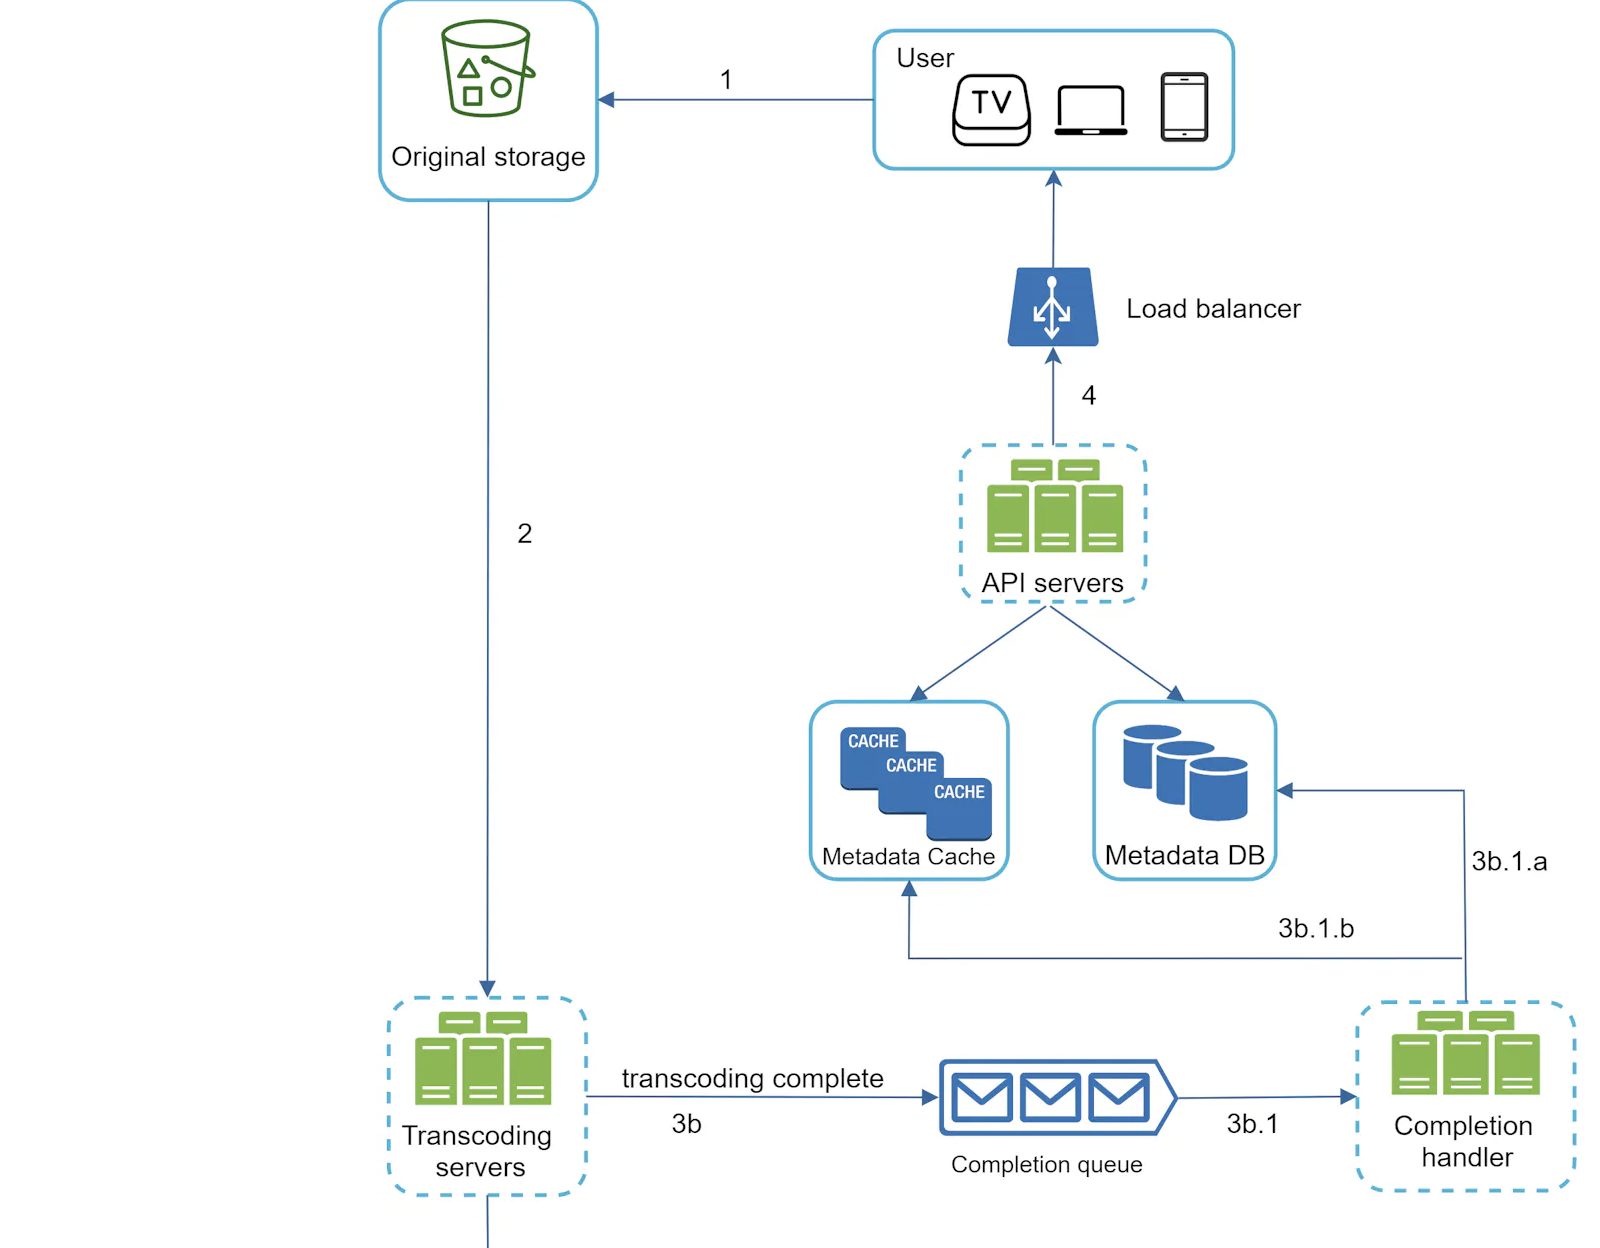 User
TV
1
Original storage
Load balancer
4
2
API servers
CACHE
CACHE
CACHE
Metadata Cache
Metadata DB
3b.1.a
3b.1.b
transcoding complete
3b
3b.1
Transcoding
servers
Completion queue
Completion
handler